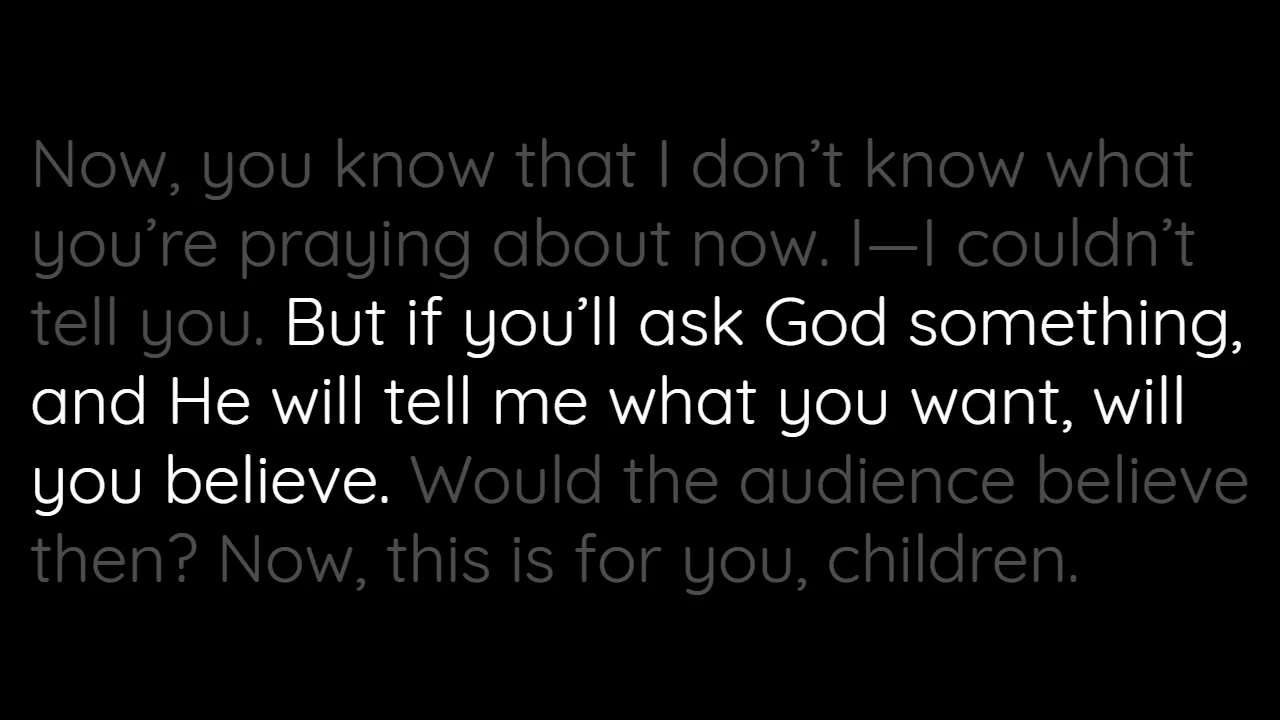 Now, you know that I don’t know what
you’re praying about now. I—I couldn’t
tell you. But if you’ll ask God something,
and He will tell me what you want, will
you believe. Would the audience believe
then? Now, this is for you, children.